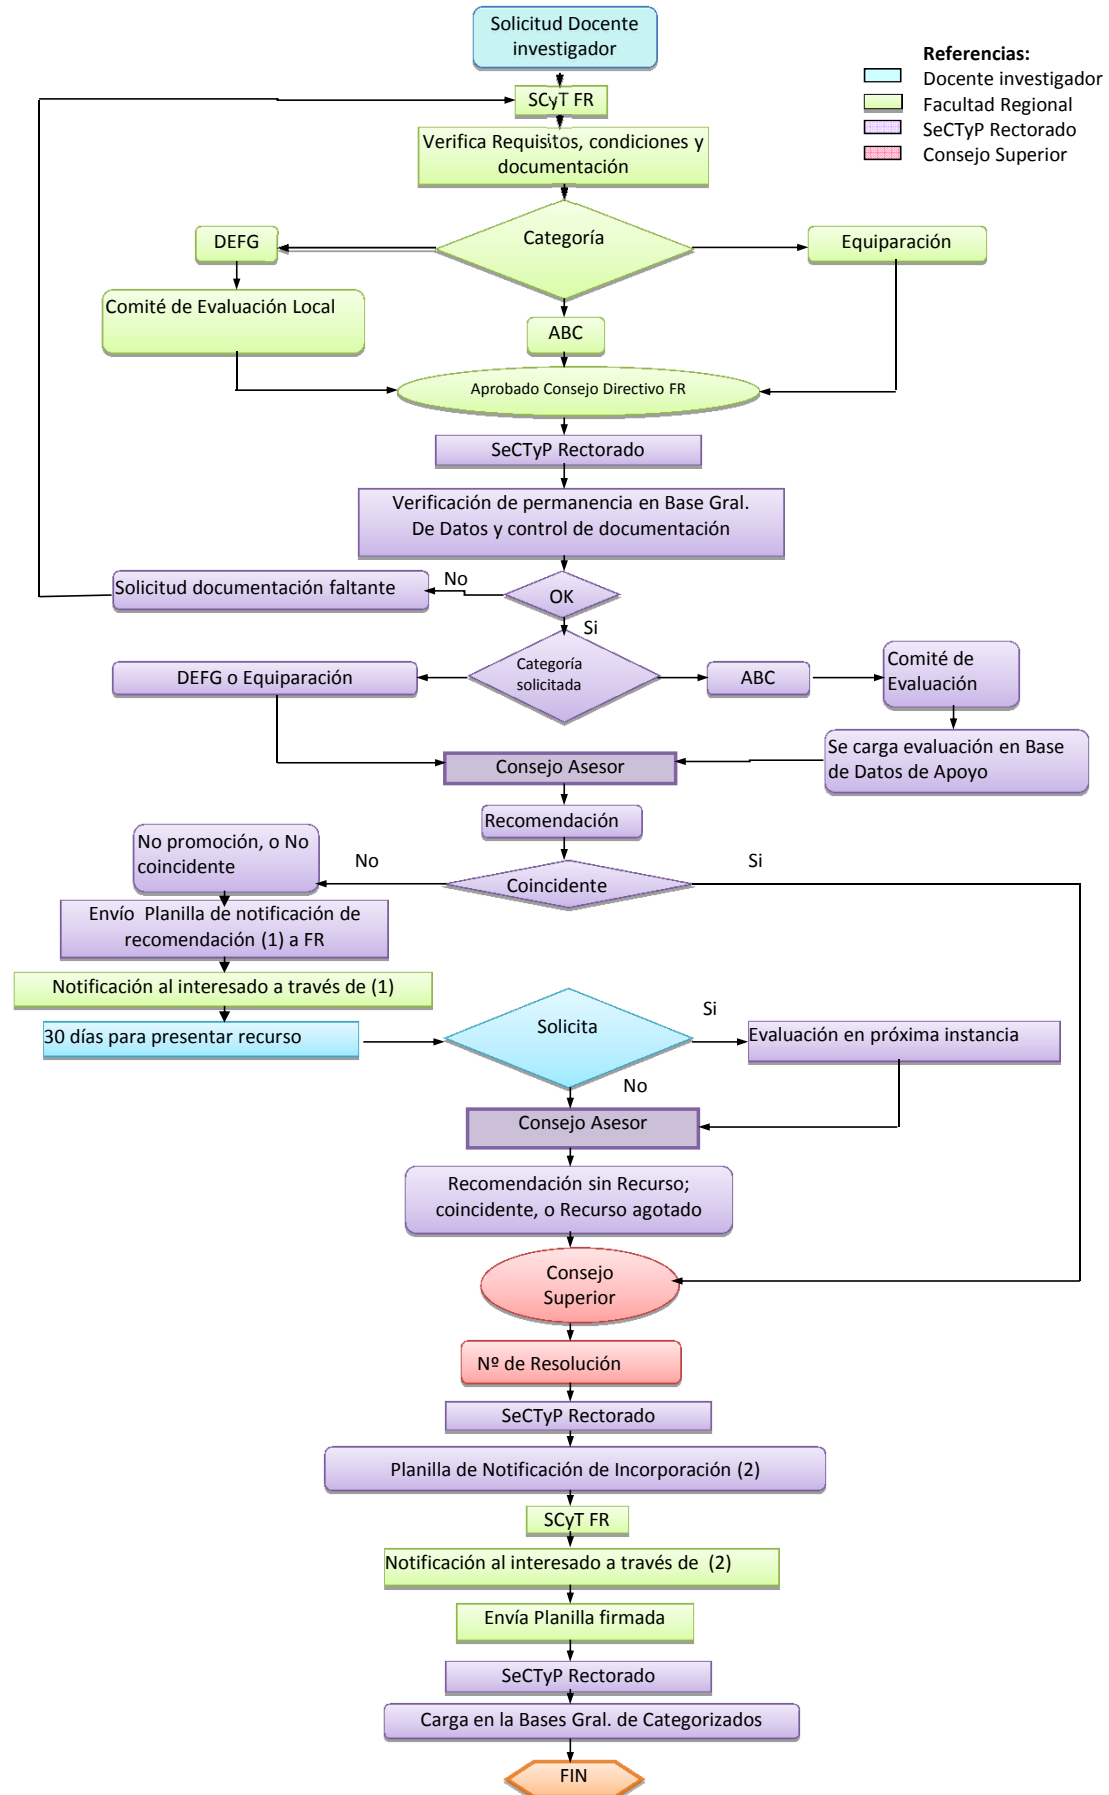 Solicitud Docente
investigador
Referencias:
Docente investigador
Facultad Regional
SeCTyP Rectorado
Consejo Superior
SCyT FR
Verifica Requisitos, condiciones y
documentación
Categoría
DEFG
Equiparación
Comité de Evaluación Local
ABC
Aprobado Consejo Directivo FR
SeCTyP Rectorado
Verificación de permanencia en Base Gral.
De Datos y control de documentación
Solicitud documentación faltante
No
OK
Si
Categoría
solicitada
DEFG o Equiparación
ABC
Comité de
Evaluación
Se carga evaluación en Base
de Datos de Apoyo
Consejo Asesor
Recomendación
No promoción, o No
coincidente
No
Coincidente
Si
Envío  Planilla de notificación de
recomendación (1) a FR
Notificación al interesado a través de (1)
30 días para presentar recurso
Solicita
Si
Evaluación en próxima instancia
No
Consejo Asesor
Recomendación sin Recurso;
coincidente, o Recurso agotado
Consejo
Superior
Nº de Resolución
SeCTyP Rectorado
Planilla de Notificación de Incorporación (2)
SCyT FR
Notificación al interesado a través de  (2)
Envía Planilla firmada
SeCTyP Rectorado
Carga en la Bases Gral. de Categorizados
FIN